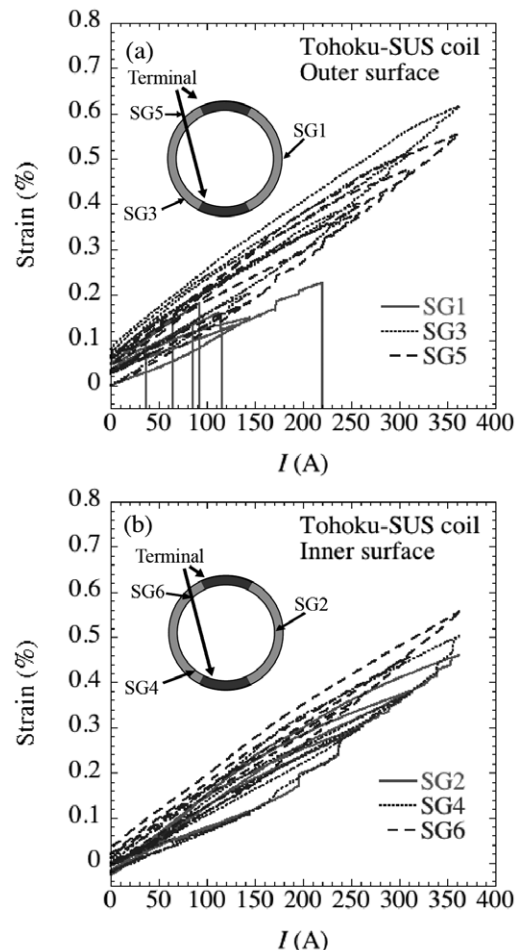 (a)
Tohoku-SUS coil
Outer surface
Terminal
SG5
SG1
SG3
Strain (%)
0.8
0.7
0.6
0.5
0.4
0.3
0.2
0.1
0
SG1
SG3
SG5
0 50 100 150 200 250 300 350 400
I (A)
(b)
Tohoku-SUS coil
Inner surface
Terminal
SG6
SG2
SG4
Strain (%)
0.8
0.7
0.6
0.5
0.4
0.3
0.2
0.1
0
SG2
SG4
SG6
0 50 100 150 200 250 300 350 400
I (A)